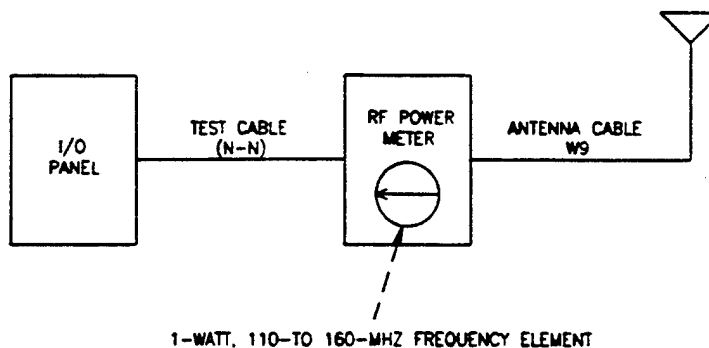 I/O
PANEL
TEST CABLE
(N-N)
RF POWER
METER
ANTENNA CABLE
W9
1-WATT, 110-TO 160-MHZ FREQUENCY ELEMENT